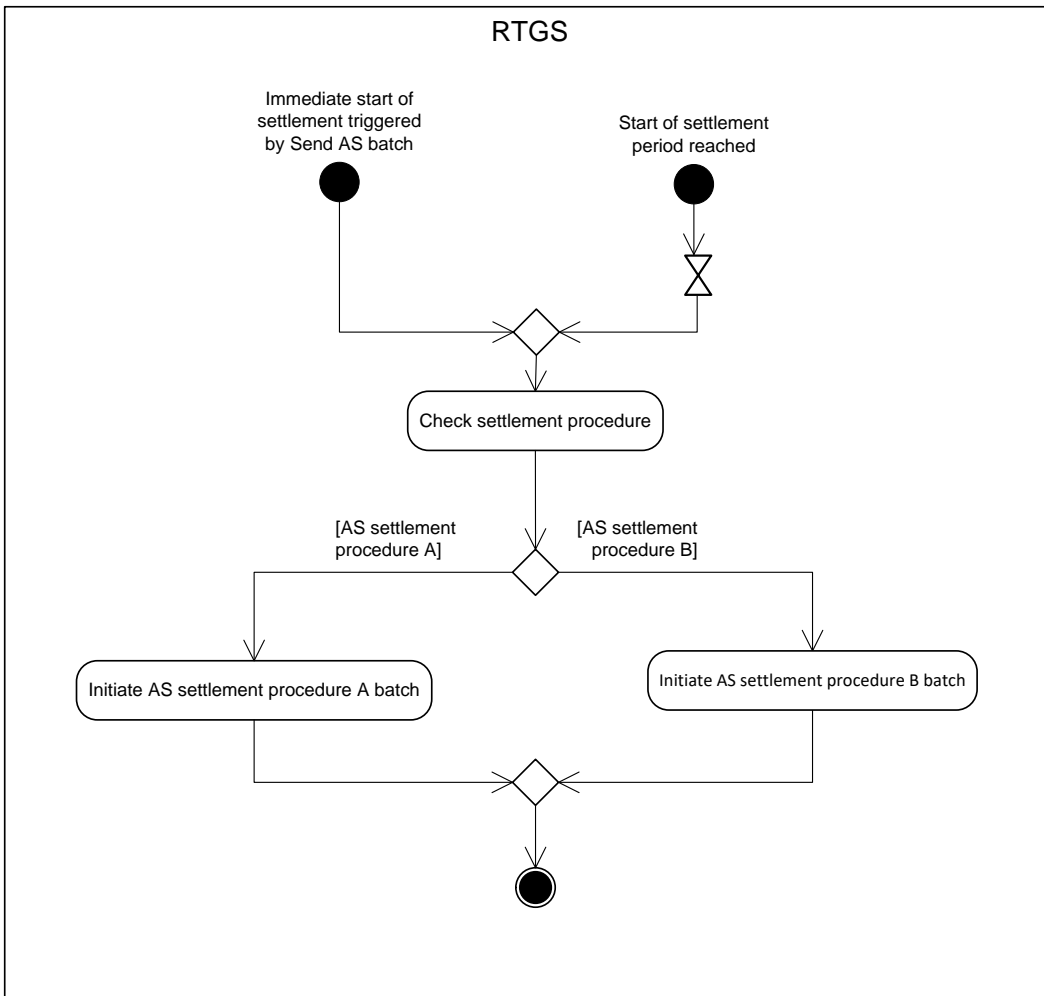 RTGS
Immediate start of
settlement triggered
by Send AS batch
Start of settlement
period reached
Check settlement procedure
[AS settlement
procedure A]
[AS settlement
procedure B]
Initiate AS settlement procedure A batch
Initiate AS settlement procedure B batch